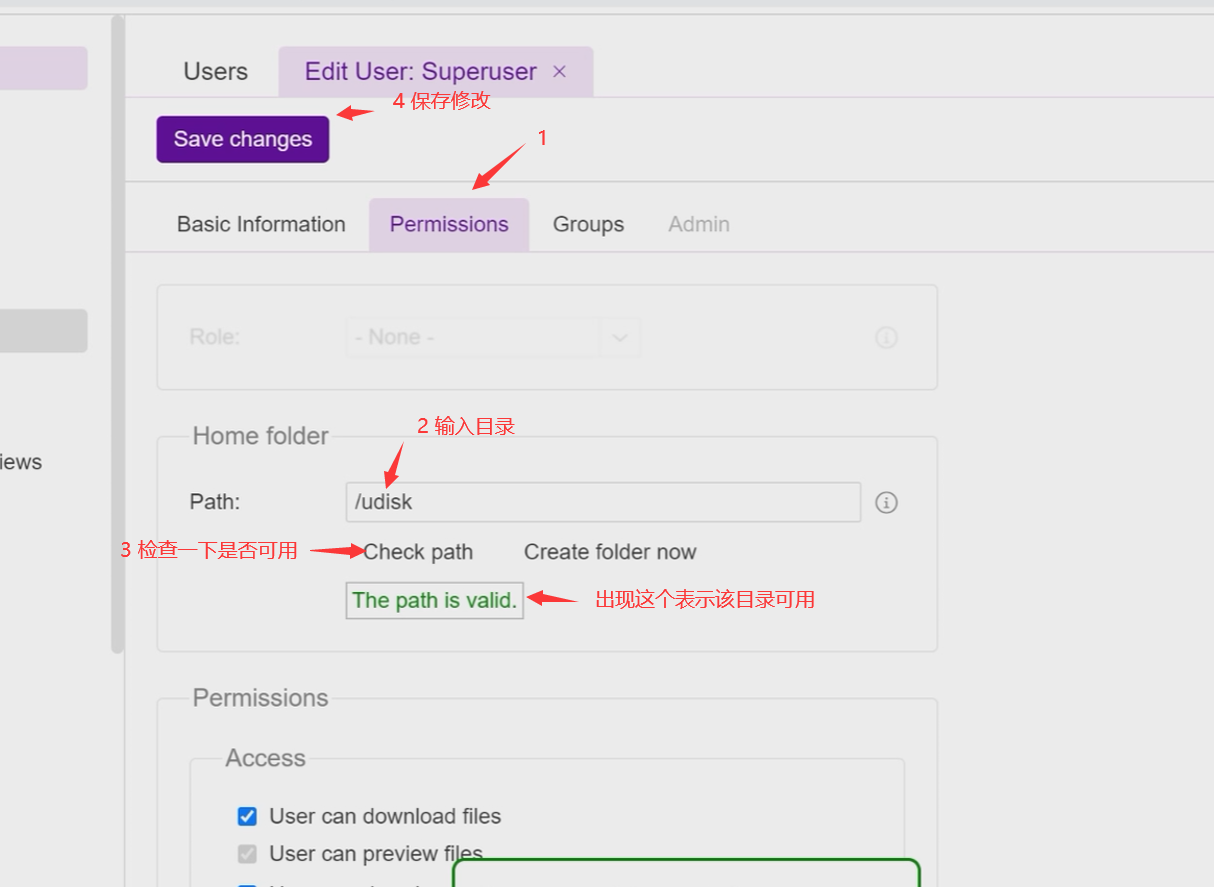 Users
Edit User: Superuser ×
4 保存修改
Save changes
1
Basic Information
Permissions
Groups
Admin
Role:
- None -
2 输入目录
Home folder
iews
Path:
/udisk
3 检查一下是否可用
Check path
Create folder now
The path is valid.
出现这个表示该目录可用
Permissions
Access
User can download files
User can preview files